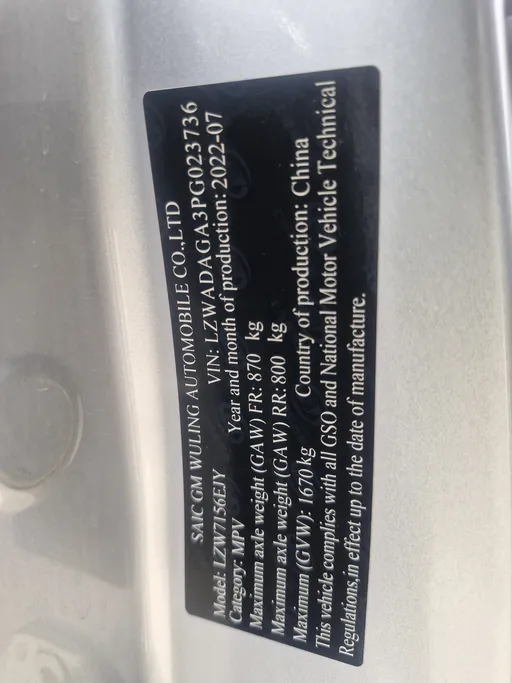 SAIC GM WULING AUTOMOBILE CO.,LTD
Model: LZW7156EJY VIN: LZWADAGA3PG023736
Category: MPV Year and month of production: 2022-07
Maximum axle weight (GAW) FR: 870 kg
Maximum axle weight (GAW) RR: 800 kg
Maximum (GVW): 1670 kg Country of production: China
This vehicle complies with all GSO and National Motor Vehicle Technical
Regulations,in effect up to the date of manufacture.